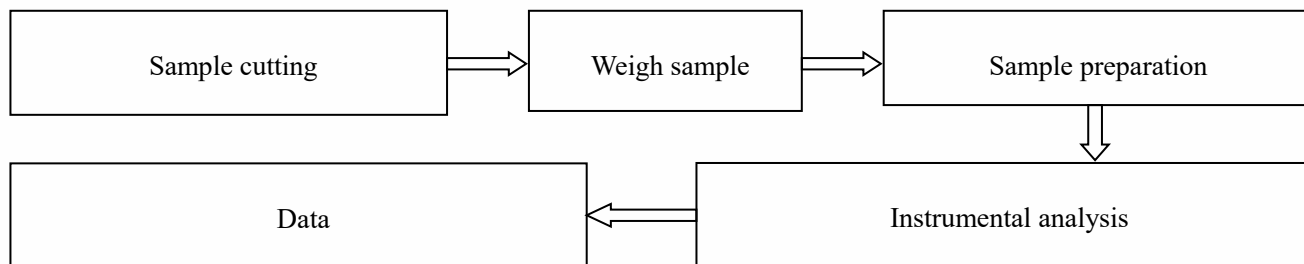 Sample cutting
Weigh sample
Sample preparation
Instrumental analysis
Data